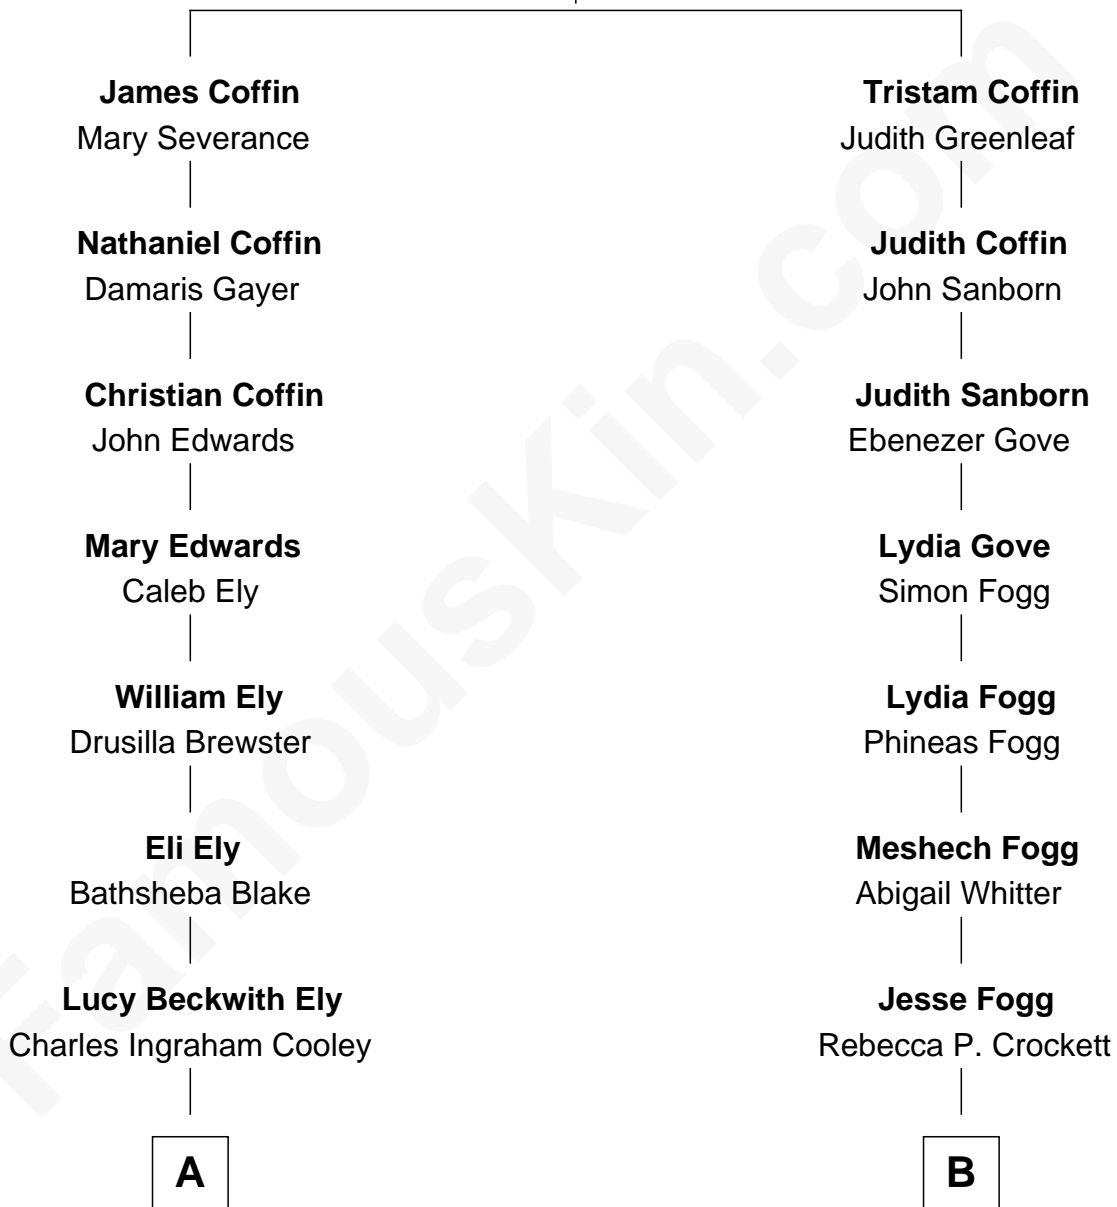 James Coffin
Mary Severance
Nathaniel Coffin
Damaris Gayer
Christian Coffin
John Edwards
Mary Edwards
Caleb Ely
William Ely
Drusilla Brewster
Eli Ely
Bathsheba Blake
Lucy Beckwith Ely
Charles Ingraham Cooley
A
Tristam Coffin
Judith Greenleaf
Judith Coffin
John Sanborn
Judith Sanborn
Ebenezer Gove
Lydia Gove
Simon Fogg
Lydia Fogg
Phineas Fogg
Meshech Fogg
Abigail Whitter
Jesse Fogg
Rebecca P. Crockett
B
FamousKin.com